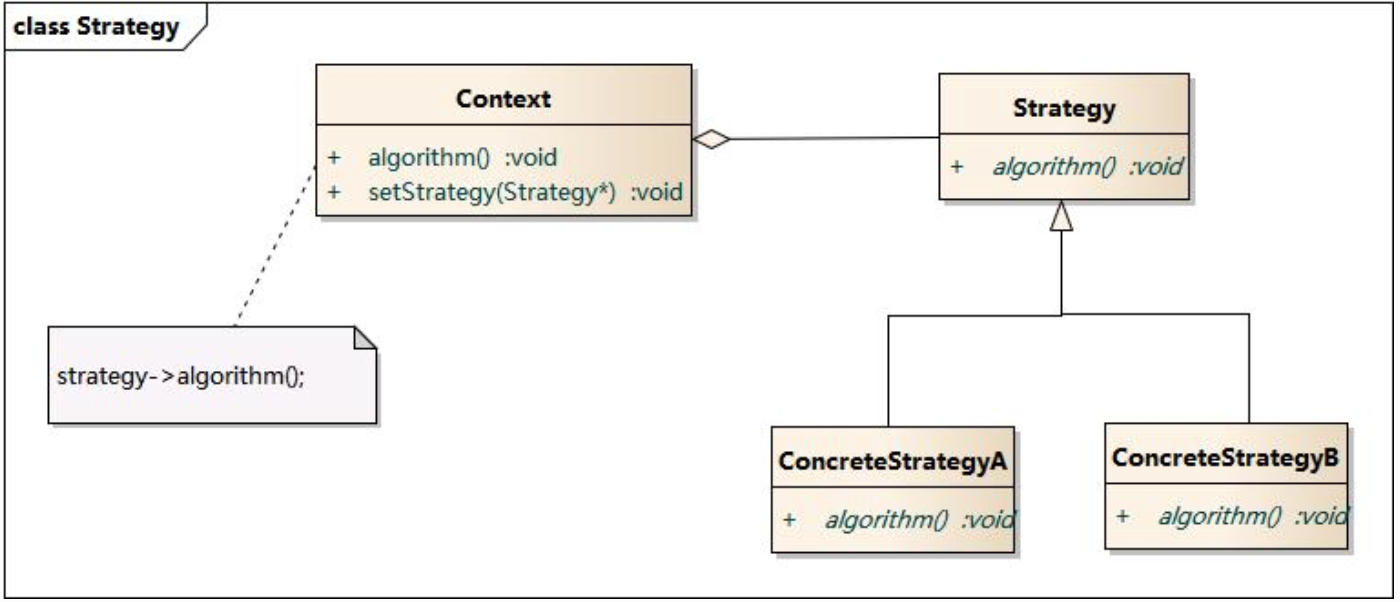 class Strategy
Context
+ algorithm() :void
+ setStrategy(Strategy*) :void
Strategy
+ algorithm() :void
strategy->algorithm();
ConcreteStrategyA
+ algorithm() :void
ConcreteStrategyB
+ algorithm() :void